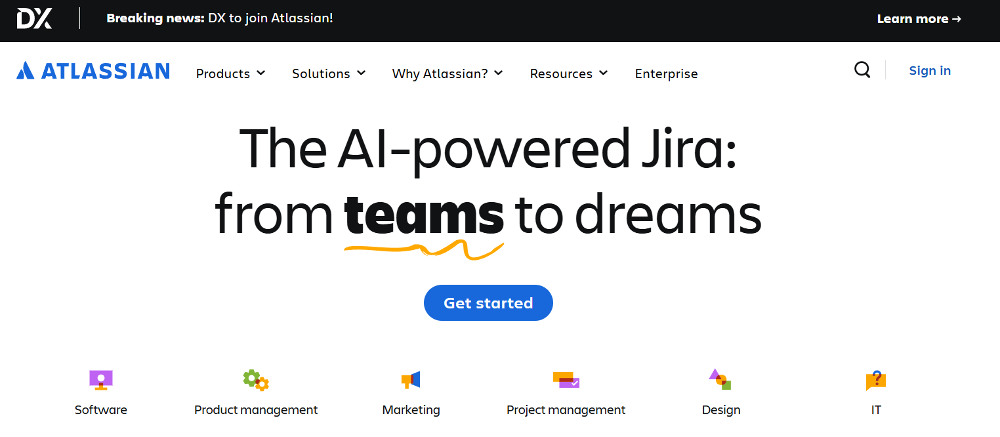 DX
Breaking news: DX to join Atlassian!
Learn more →
ATLASSIAN
Products
Solutions
Why Atlassian?
Resources
Enterprise
Sign in
The AI-powered Jira:
from teams to dreams
Get started
Software
Product management
Marketing
Project management
Design
IT